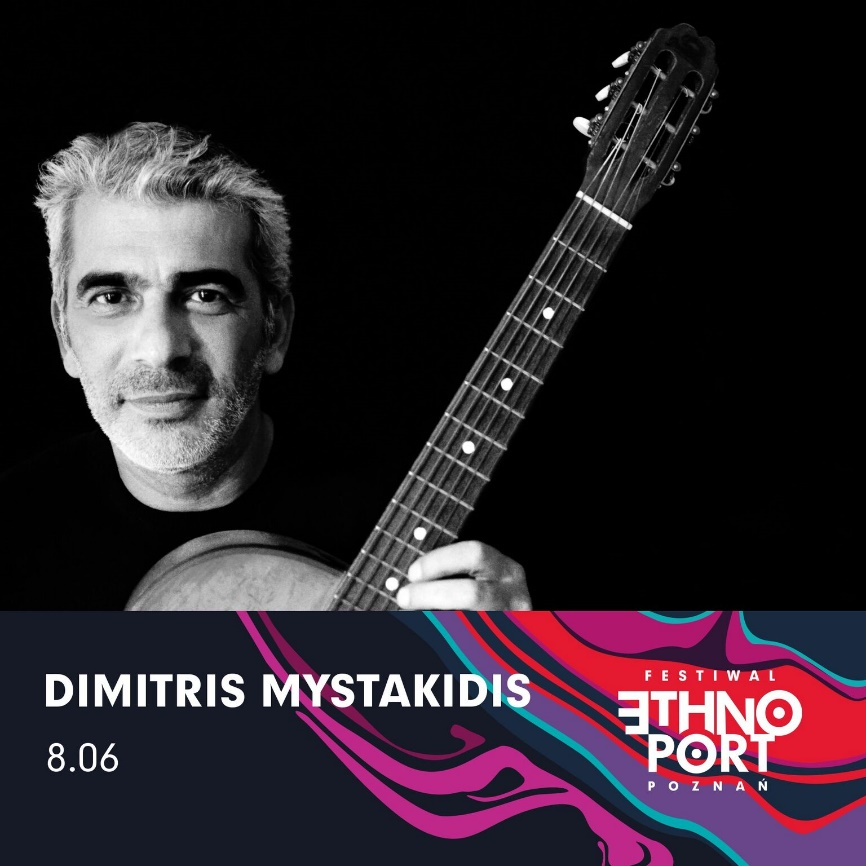 DIMITRIS MYSTAKIDIS
8.06
FESTIWAL
ETHNO
PORT
POZNAŃ